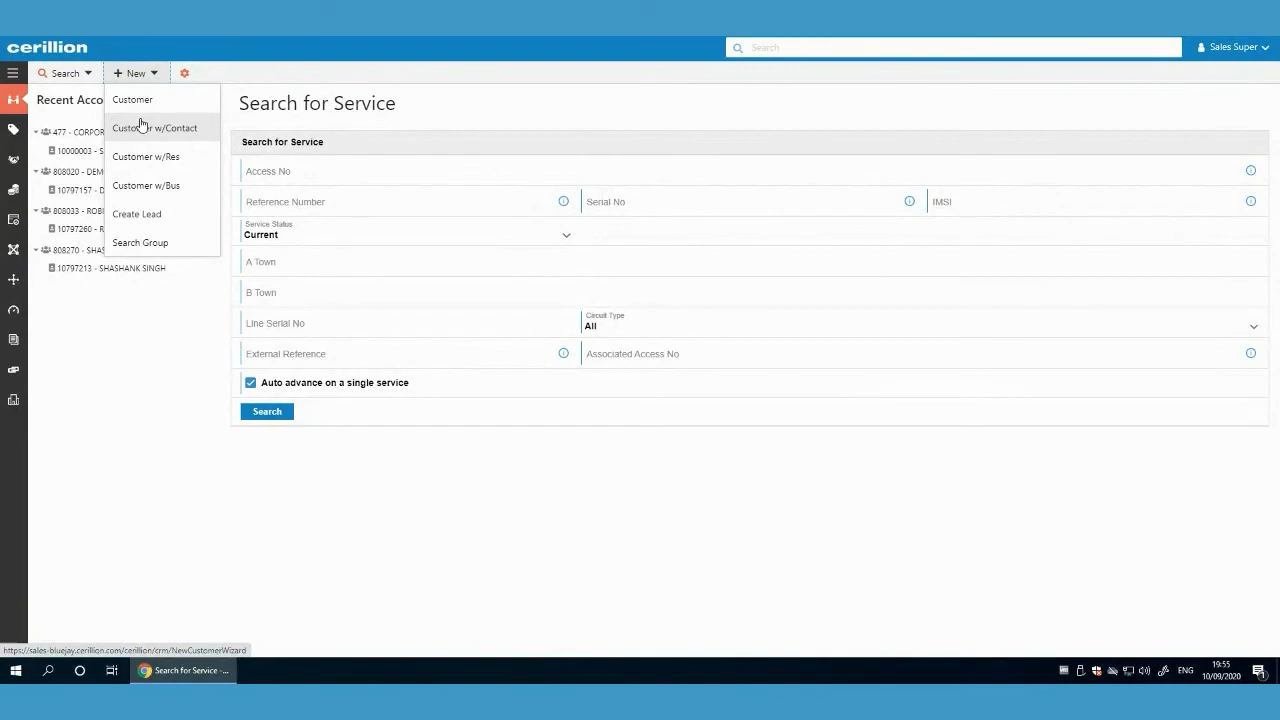 cerillion
Search
Sales Super
Search
New
Recent Acco
Customer
Customer w/Contact
Customer w/Res
Customer w/Bus
Create Lead
Search Group
477 - CORPOR
10000003 - S
808020 - DEM
10797157 - D
808033 - ROBI
10797260 - R
808270 - SHAS
10797213 - SHASHANK SINGH
Search for Service
Search for Service
Access No
Reference Number
Serial No
IMSI
Service Status
Current
A Town
B Town
Line Serial No
Circuit Type
All
External Reference
Associated Access No
Auto advance on a single service
Search
https://sales-bluejay.cerillion.com/cerillion/crm/NewCustomerWizard
Search for Service -...
ENG
19:55
10/09/2020